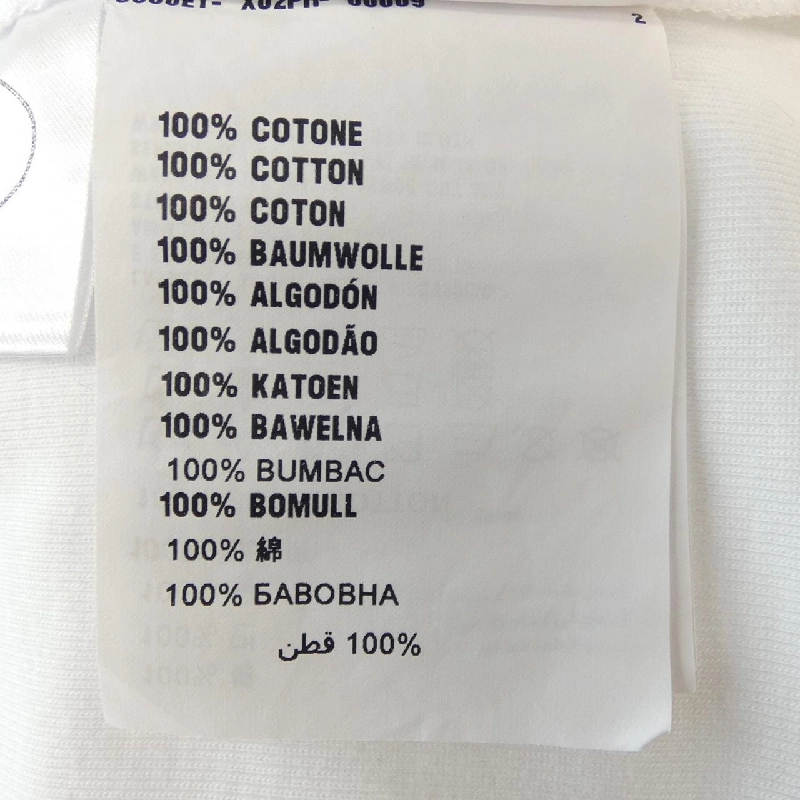 2
100% COTONE
100% COTTON
100% COTON
100% BAUMWOLLE
100% ALGODÓN
100% ALGODÃO
100% KATOEN
100% BAWELNA
100% BUMBAC
100% BOMULL
100% 綿
100% БАВОВНА
100% قطن